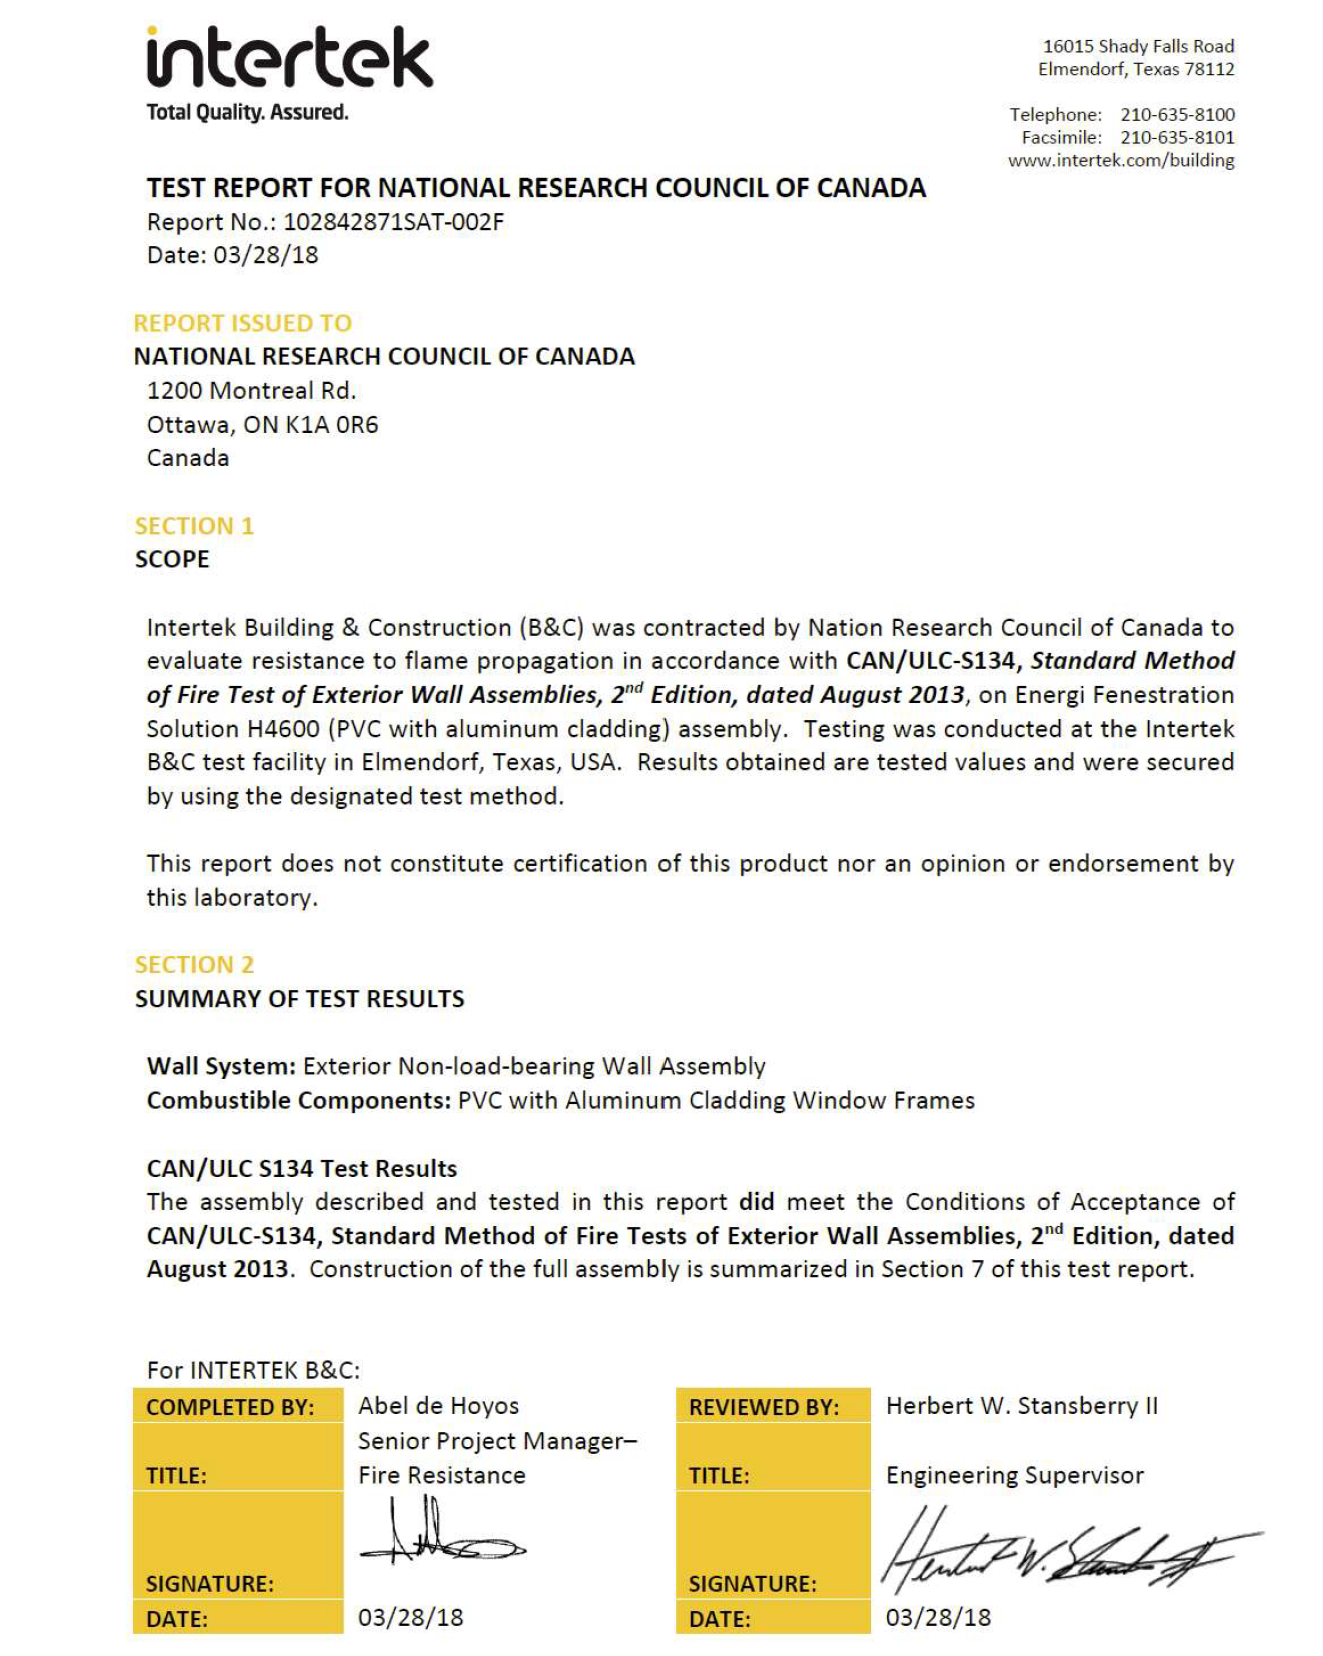 intertek
Total Quality. Assured.
16015 Shady Falls Road
Elmendorf, Texas 78112
Telephone: 210-635-8100
Facsimile: 210-635-8101
www.intertek.com/building
TEST REPORT FOR NATIONAL RESEARCH COUNCIL OF CANADA
Report No.: 102842871SAT-002F
Date: 03/28/18
REPORT ISSUED TO
NATIONAL RESEARCH COUNCIL OF CANADA
1200 Montreal Rd.
Ottawa, ON K1A 0R6
Canada
SECTION 1
SCOPE
Intertek Building & Construction (B&C) was contracted by Nation Research Council of Canada to
evaluate resistance to flame propagation in accordance with CAN/ULC-S134, Standard Method
of Fire Test of Exterior Wall Assemblies, 2nd Edition, dated August 2013, on Energi Fenestration
Solution H4600 (PVC with aluminum cladding) assembly. Testing was conducted at the Intertek
B&C test facility in Elmendorf, Texas, USA. Results obtained are tested values and were secured
by using the designated test method.
This report does not constitute certification of this product nor an opinion or endorsement by
this laboratory.
SECTION 2
SUMMARY OF TEST RESULTS
Wall System: Exterior Non-load-bearing Wall Assembly
Combustible Components: PVC with Aluminum Cladding Window Frames
CAN/ULC S134 Test Results
The assembly described and tested in this report did meet the Conditions of Acceptance of
CAN/ULC-S134, Standard Method of Fire Tests of Exterior Wall Assemblies, 2nd Edition, dated
August 2013. Construction of the full assembly is summarized in Section 7 of this test report.
For INTERTEK B&C:
COMPLETED BY: Abel de Hoyos
REVIEWED BY: Herbert W. Stansberry II
Senior Project Manager–
TITLE: Fire Resistance
TITLE: Engineering Supervisor
SIGNATURE:
SIGNATURE:
DATE: 03/28/18
DATE: 03/28/18